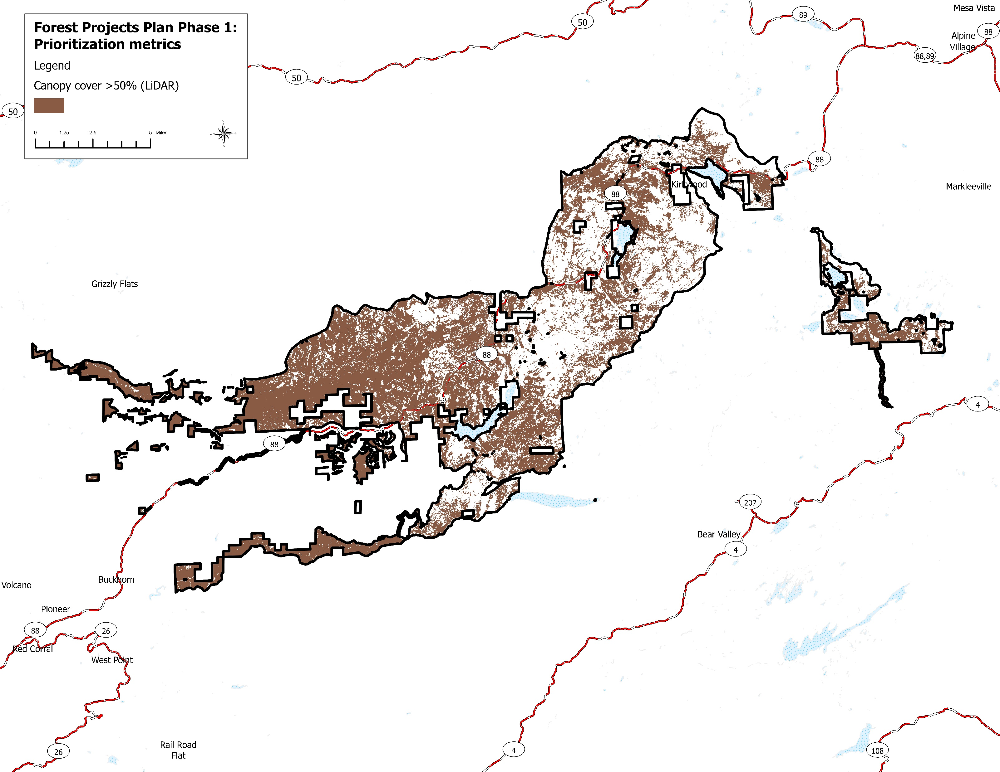 Forest Projects Plan Phase 1:
Prioritization metrics
Legend
Canopy cover >50% (LiDAR)
0 1.25 2.5 5 Miles
N
W E
S
Mesa Vista
89
50
88
Alpine
Village
88,89
50
50
88
Kirkwood
Markleeville
88
Grizzly Flats
88
4
88
207
Bear Valley
4
Buckhorn
Volcano
Pioneer
88
26
Red Corral
West Point
Rail Road
Flat
26
4
108